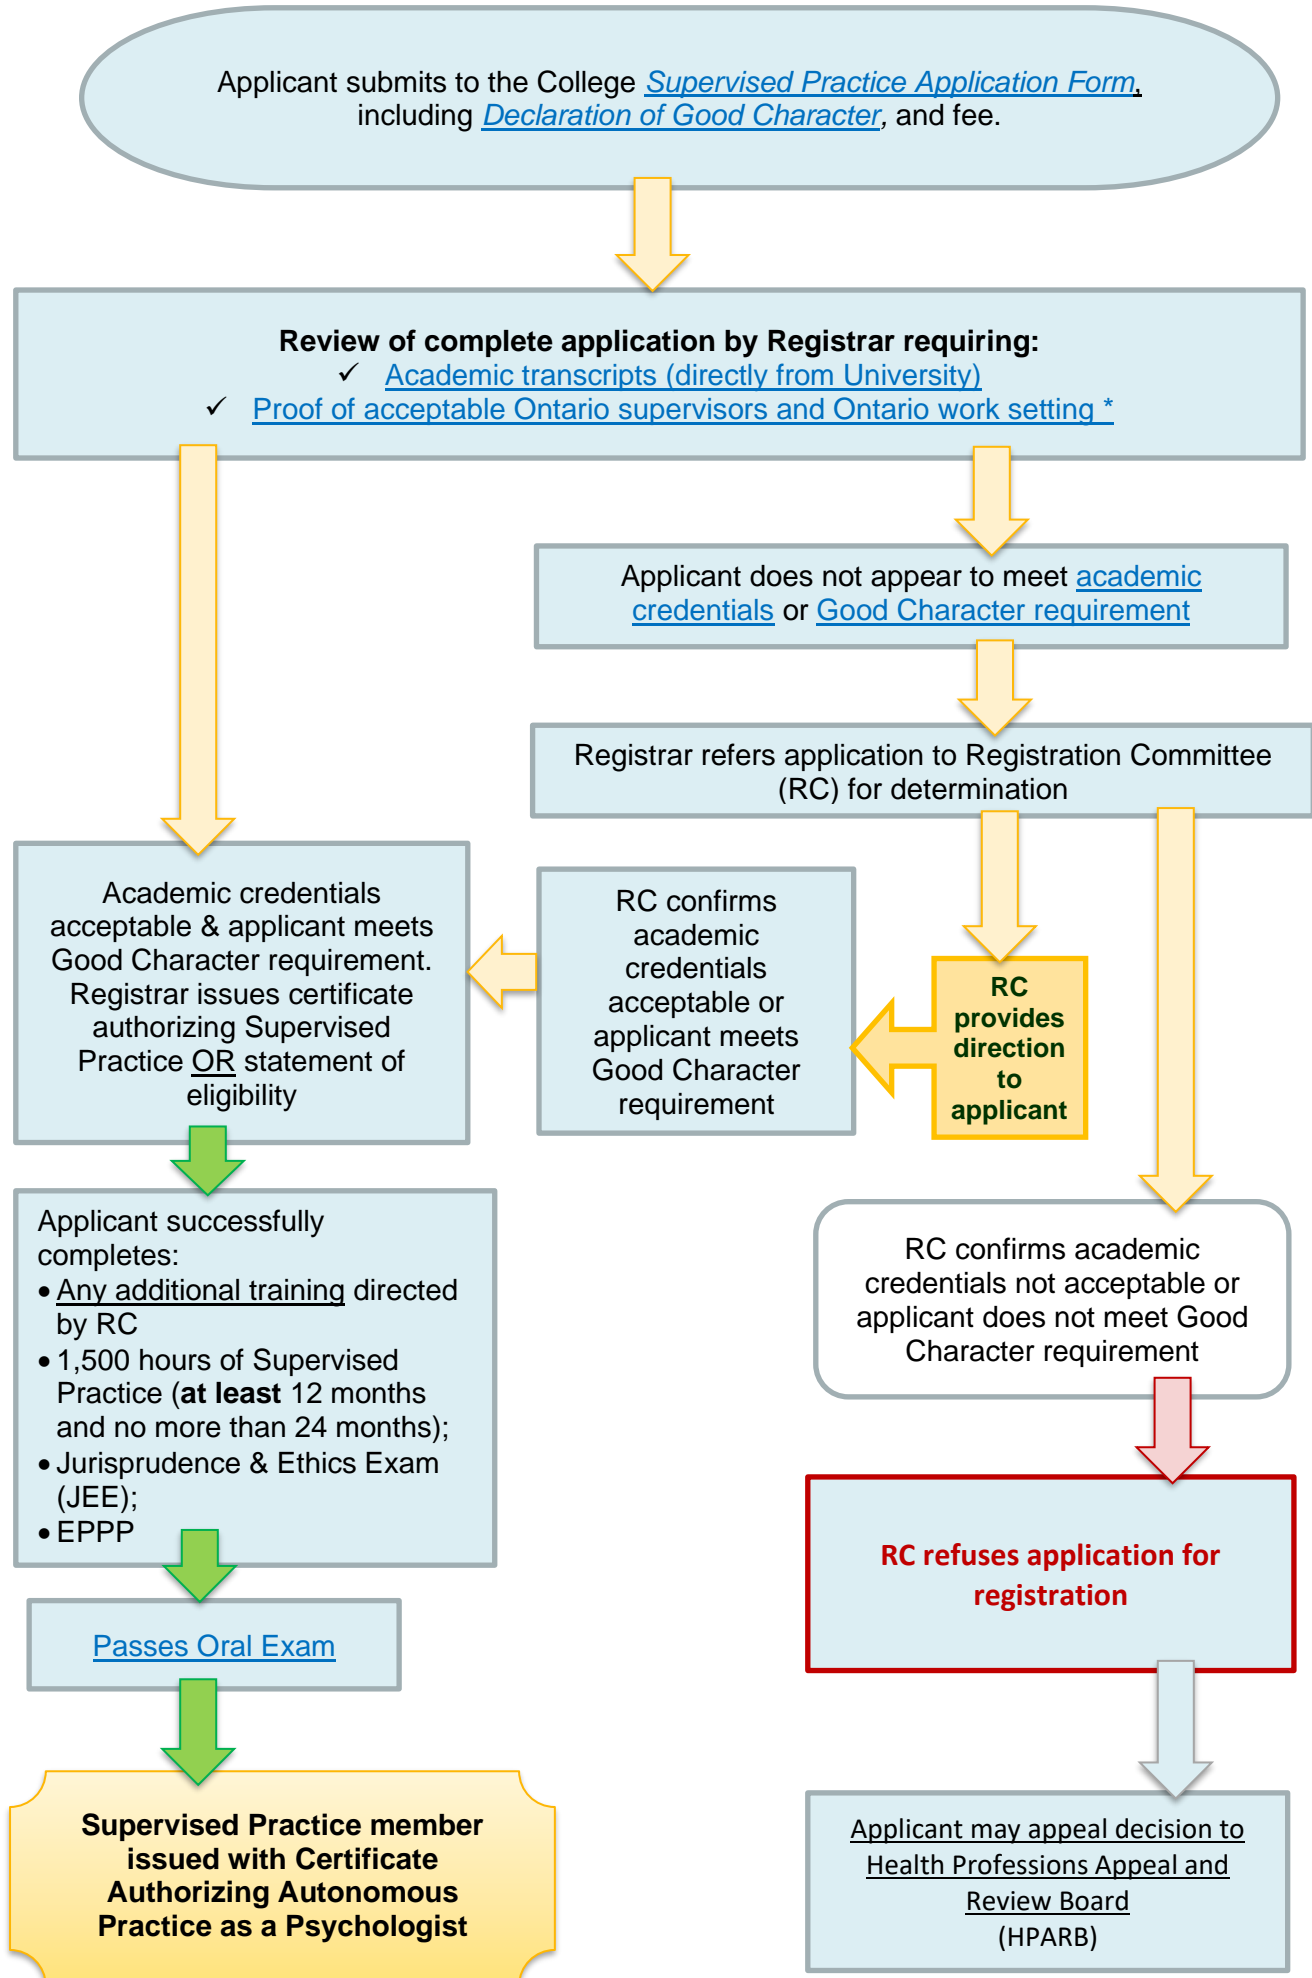 Applicant submits to the College Supervised Practice Application Form,
including Declaration of Good Character, and fee.
Review of complete application by Registrar requiring:
✓ Academic transcripts (directly from University)
✓ Proof of acceptable Ontario supervisors and Ontario work setting *
Applicant does not appear to meet academic
credentials or Good Character requirement
Registrar refers application to Registration Committee
(RC) for determination
Academic credentials
acceptable & applicant meets
Good Character requirement.
Registrar issues certificate
authorizing Supervised
Practice OR statement of
eligibility
RC confirms
academic
credentials
acceptable or
applicant meets
Good Character
requirement
RC
provides
direction
to
applicant
Applicant successfully
completes:
• Any additional training directed
by RC
• 1,500 hours of Supervised
Practice (at least 12 months
and no more than 24 months);
• Jurisprudence & Ethics Exam
(JEE);
• EPPP
RC confirms academic
credentials not acceptable or
applicant does not meet Good
Character requirement
RC refuses application for
registration
Passes Oral Exam
Supervised Practice member
issued with Certificate
Authorizing Autonomous
Practice as a Psychologist
Applicant may appeal decision to
Health Professions Appeal and
Review Board
(HPARB)